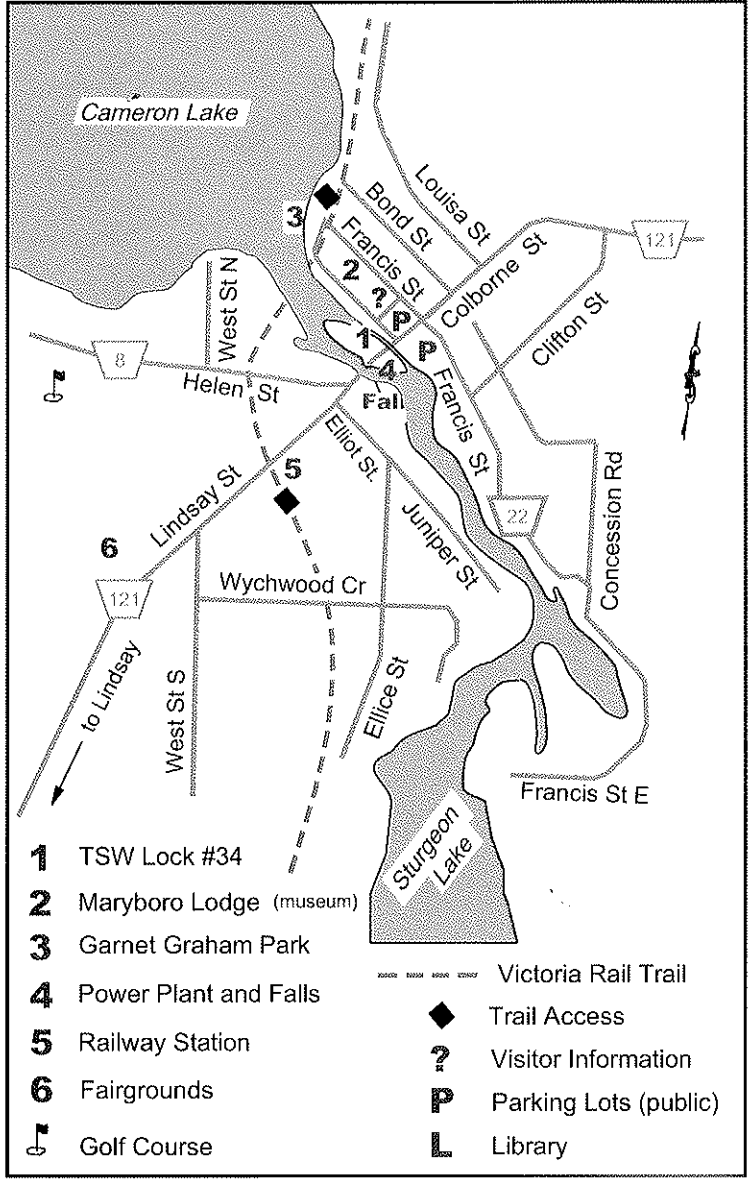 Cameron Lake
Louisa St
Bond St
3
Francis St
2
Colborne St
121
?
P
West St N
Clifton St
1
P
8
4
Helen St
Fall
Francis St
Elliot St.
5
Lindsay St
22
Concession Rd
6
Juniper St
121
Wychwood Cr
to Lindsay
West St S
Ellice St
Francis St E
Sturgeon
Lake
1 TSW Lock #34
2 Maryboro Lodge (museum)
3 Garnet Graham Park
4 Power Plant and Falls
5 Railway Station
6 Fairgrounds
Golf Course
Victoria Rail Trail
Trail Access
? Visitor Information
P Parking Lots (public)
L Library